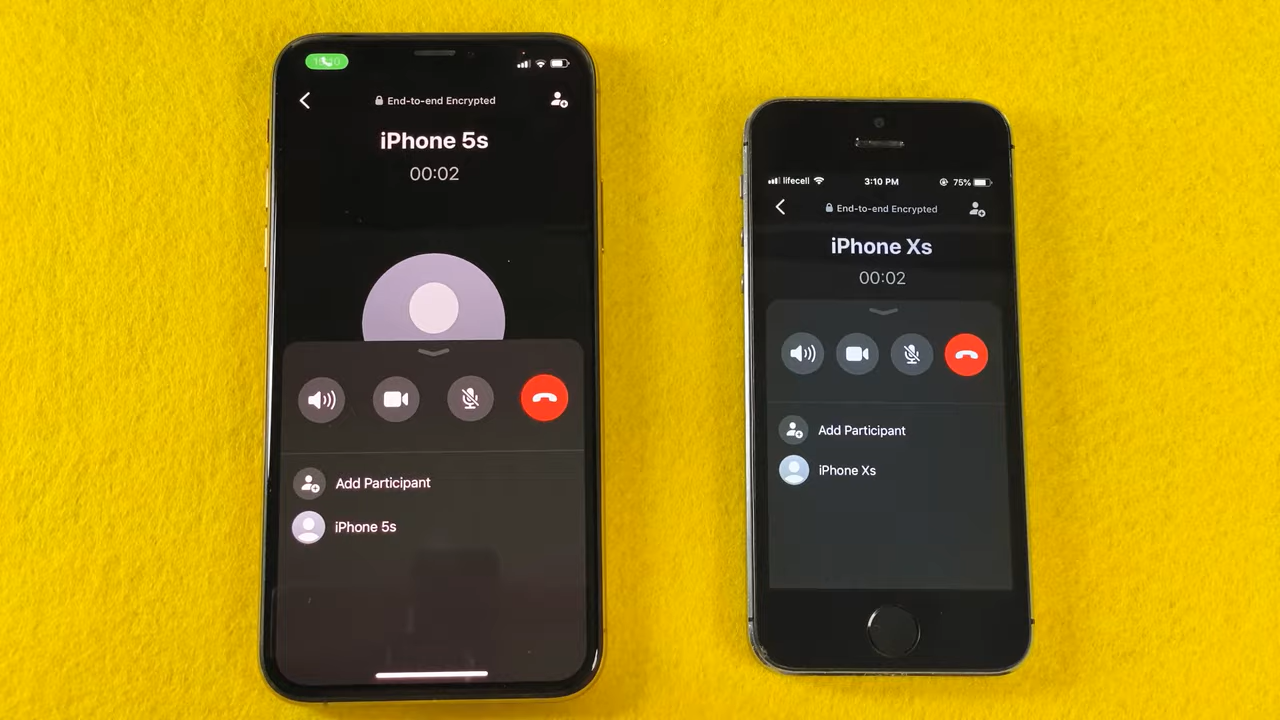 End-to-end Encrypted
iPhone 5s
00:02
Add Participant
iPhone 5s
lifecell
3:10 PM
75%
End-to-end Encrypted
iPhone Xs
00:02
Add Participant
iPhone Xs